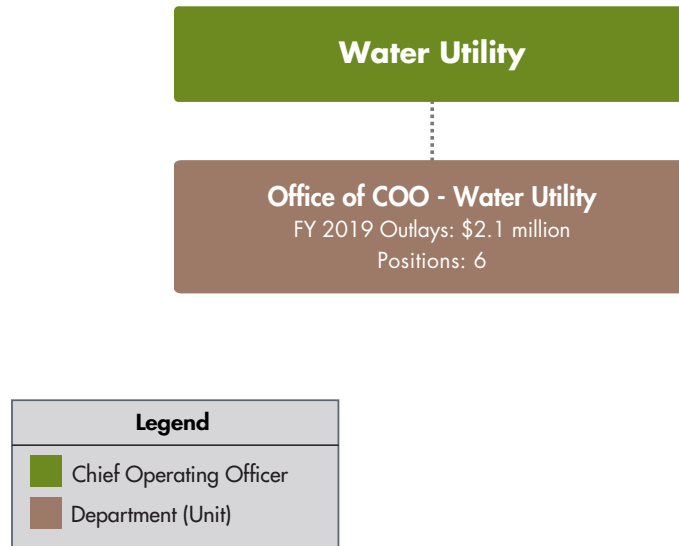 Water Utility
Office of COO - Water Utility
FY 2019 Outlays: $2.1 million
Positions: 6
Legend
Chief Operating Officer
Department (Unit)